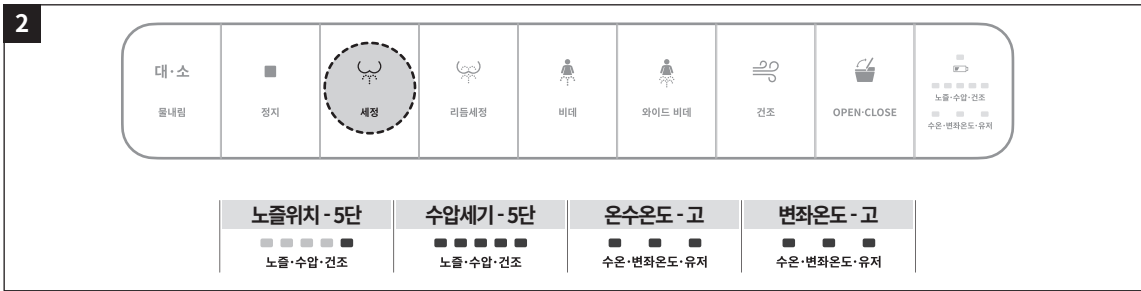 2
대·소
물내림
정지
세정
리듬세정
비데
와이드 비데
건조
OPEN·CLOSE
노즐·수압·건조
수온·변좌온도·유저
노즐위치 - 5단
노즐·수압·건조
수압세기 - 5단
노즐·수압·건조
온수온도 - 고
수온·변좌온도·유저
변좌온도 - 고
수온·변좌온도·유저